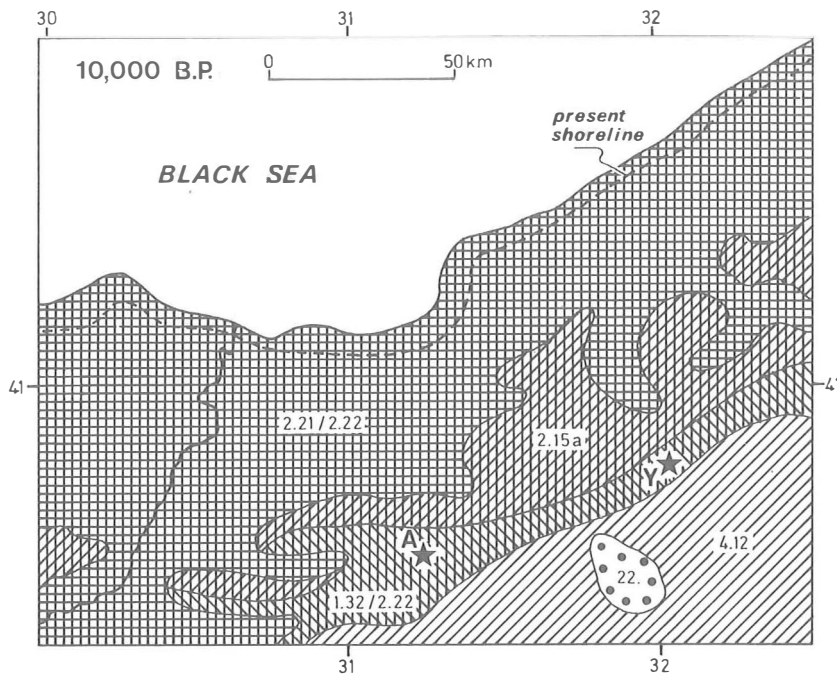 30 31 32
10,000 B.P. 0 50 km
present
shoreline
BLACK SEA
41 41
2.21 / 2.22
2.15a
Y
A
4.12
22.
1.32 / 2.22
31 32